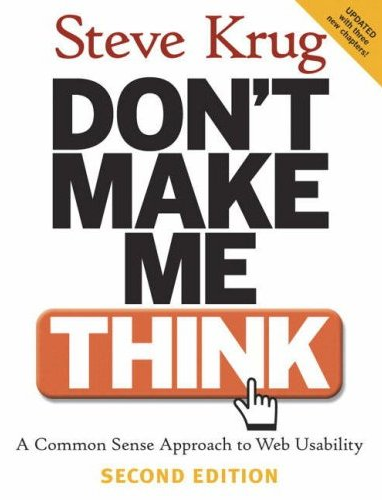 Steve Krug
UPDATED
with three
new chapters!
DON'T
MAKE
ME
THINK
A Common Sense Approach to Web Usability
SECOND EDITION